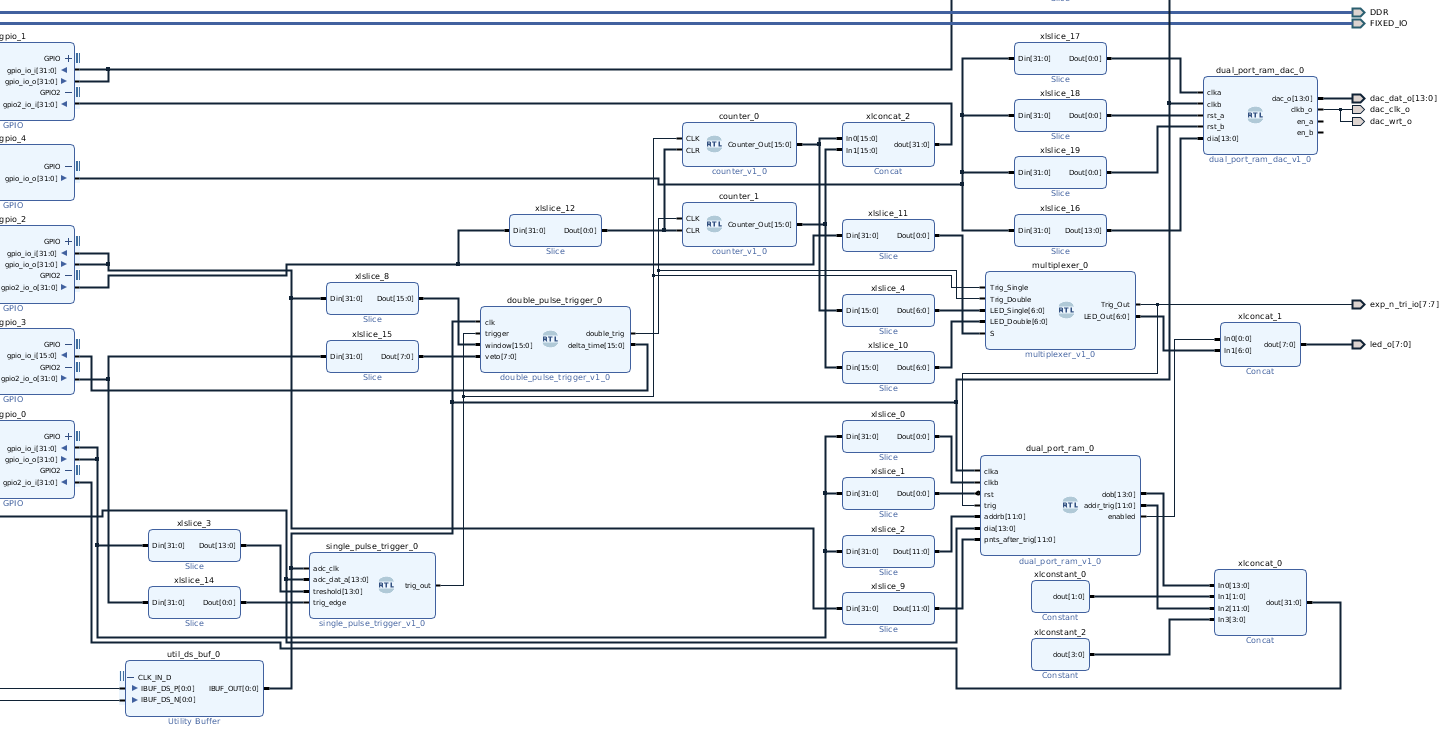 Slice
DDR
FIXED_IO
gpio_1
GPIO
gpio_io_i[31:0]
gpio_io_o[31:0]
GPIO2
gpio2_io_i[31:0]
GPIO
gpio_4
GPIO
gpio_io_o[31:0]
gpio_2
GPIO
gpio_io_i[31:0]
gpio_io_o[31:0]
GPIO2
gpio2_io_o[31:0]
GPIO
gpio_3
GPIO
gpio_io_i[15:0]
GPIO2
gpio2_io_o[31:0]
GPIO
gpio_0
GPIO
gpio_io_i[31:0]
gpio_io_o[31:0]
GPIO2
gpio2_io_i[31:0]
GPIO
xlslice_3
Din[31:0] Dout[13:0]
Slice
xlslice_14
Din[31:0] Dout[0:0]
Slice
util_ds_buf_0
CLK_IN_D
IBUF_DS_P[0:0] IBUF_OUT[0:0]
IBUF_DS_N[0:0]
Utility Buffer
xlslice_8
Din[31:0] Dout[15:0]
Slice
xlslice_15
Din[31:0] Dout[7:0]
Slice
single_pulse_trigger_0
adc_clk
adc_dat_a[13:0]
treshold[13:0]
trig_edge
RTL
trig_out
single_pulse_trigger_v1_0
xlslice_12
Din[31:0] Dout[0:0]
Slice
double_pulse_trigger_0
clk
trigger
window[15:0]
veto[7:0]
RTL
double_trig
delta_time[15:0]
double_pulse_trigger_v1_0
counter_0
CLK
CLR
RTL
Counter_Out[15:0]
counter_v1_0
counter_1
CLK
CLR
RTL
Counter_Out[15:0]
counter_v1_0
xlconcat_2
In0[15:0]
In1[15:0]
dout[31:0]
Concat
xlslice_11
Din[31:0] Dout[0:0]
Slice
xlslice_4
Din[15:0] Dout[6:0]
Slice
xlslice_10
Din[15:0] Dout[6:0]
Slice
xlslice_0
Din[31:0] Dout[0:0]
Slice
xlslice_1
Din[31:0] Dout[0:0]
Slice
xlslice_2
Din[31:0] Dout[11:0]
Slice
xlslice_9
Din[31:0] Dout[11:0]
Slice
xlslice_17
Din[31:0] Dout[0:0]
Slice
xlslice_18
Din[31:0] Dout[0:0]
Slice
xlslice_19
Din[31:0] Dout[0:0]
Slice
xlslice_16
Din[31:0] Dout[13:0]
Slice
multiplexer_0
Trig_Single
Trig_Double
LED_Single[6:0]
LED_Double[6:0]
S
RTL
Trig_Out
LED_Out[6:0]
multiplexer_v1_0
dual_port_ram_0
clka
clkb
rst
trig
addrb[11:0]
dia[13:0]
pnts_after_trig[11:0]
RTL
dob[13:0]
addr_trig[11:0]
enabled
dual_port_ram_v1_0
xlconstant_0
dout[1:0]
Constant
xlconstant_2
dout[3:0]
Constant
dual_port_ram_dac_0
clka
clkb
rst_a
rst_b
dia[13:0]
RTL
dac_o[13:0]
clkb_o
en_a
en_b
dual_port_ram_dac_v1_0
dac_dat_o[13:0]
dac_clk_o
dac_wrt_o
exp_n_tri_io[7:7]
xlconcat_1
In0[0:0]
In1[6:0]
dout[7:0]
Concat
led_o[7:0]
xlconcat_0
In0[13:0]
In1[1:0]
In2[11:0]
In3[3:0]
dout[31:0]
Concat